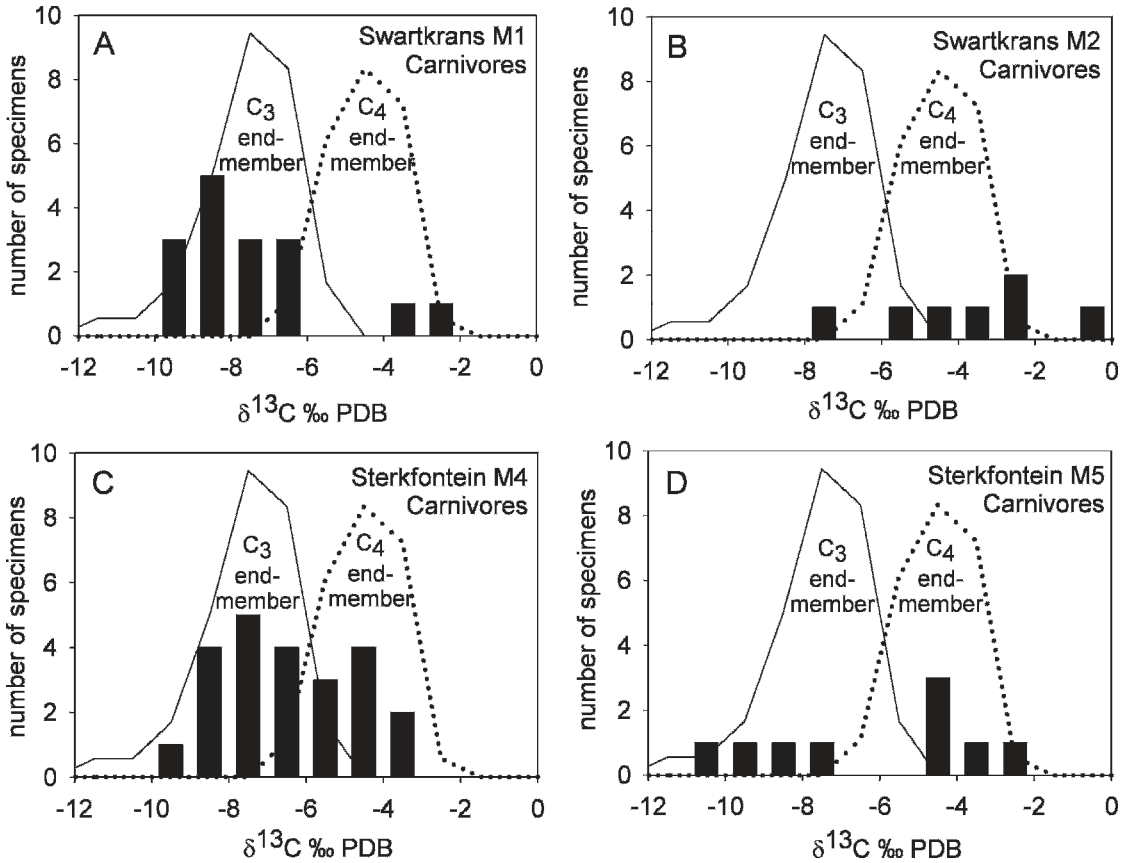 A
Swartkrans M1
Carnivores
number of specimens
10
8
6
4
2
0
C3
end-
member
C4
end-
member
-12 -10 -8 -6 -4 -2 0
δ13C ‰ PDB
B
Swartkrans M2
Carnivores
number of specimens
10
8
6
4
2
0
C3
end-
member
C4
end-
member
-12 -10 -8 -6 -4 -2 0
δ13C ‰ PDB
C
Sterkfontein M4
Carnivores
number of specimens
10
8
6
4
2
0
C3
end-
member
C4
end-
member
-12 -10 -8 -6 -4 -2 0
δ13C ‰ PDB
D
Sterkfontein M5
Carnivores
number of specimens
10
8
6
4
2
0
C3
end-
member
C4
end-
member
-12 -10 -8 -6 -4 -2 0
δ13C ‰ PDB